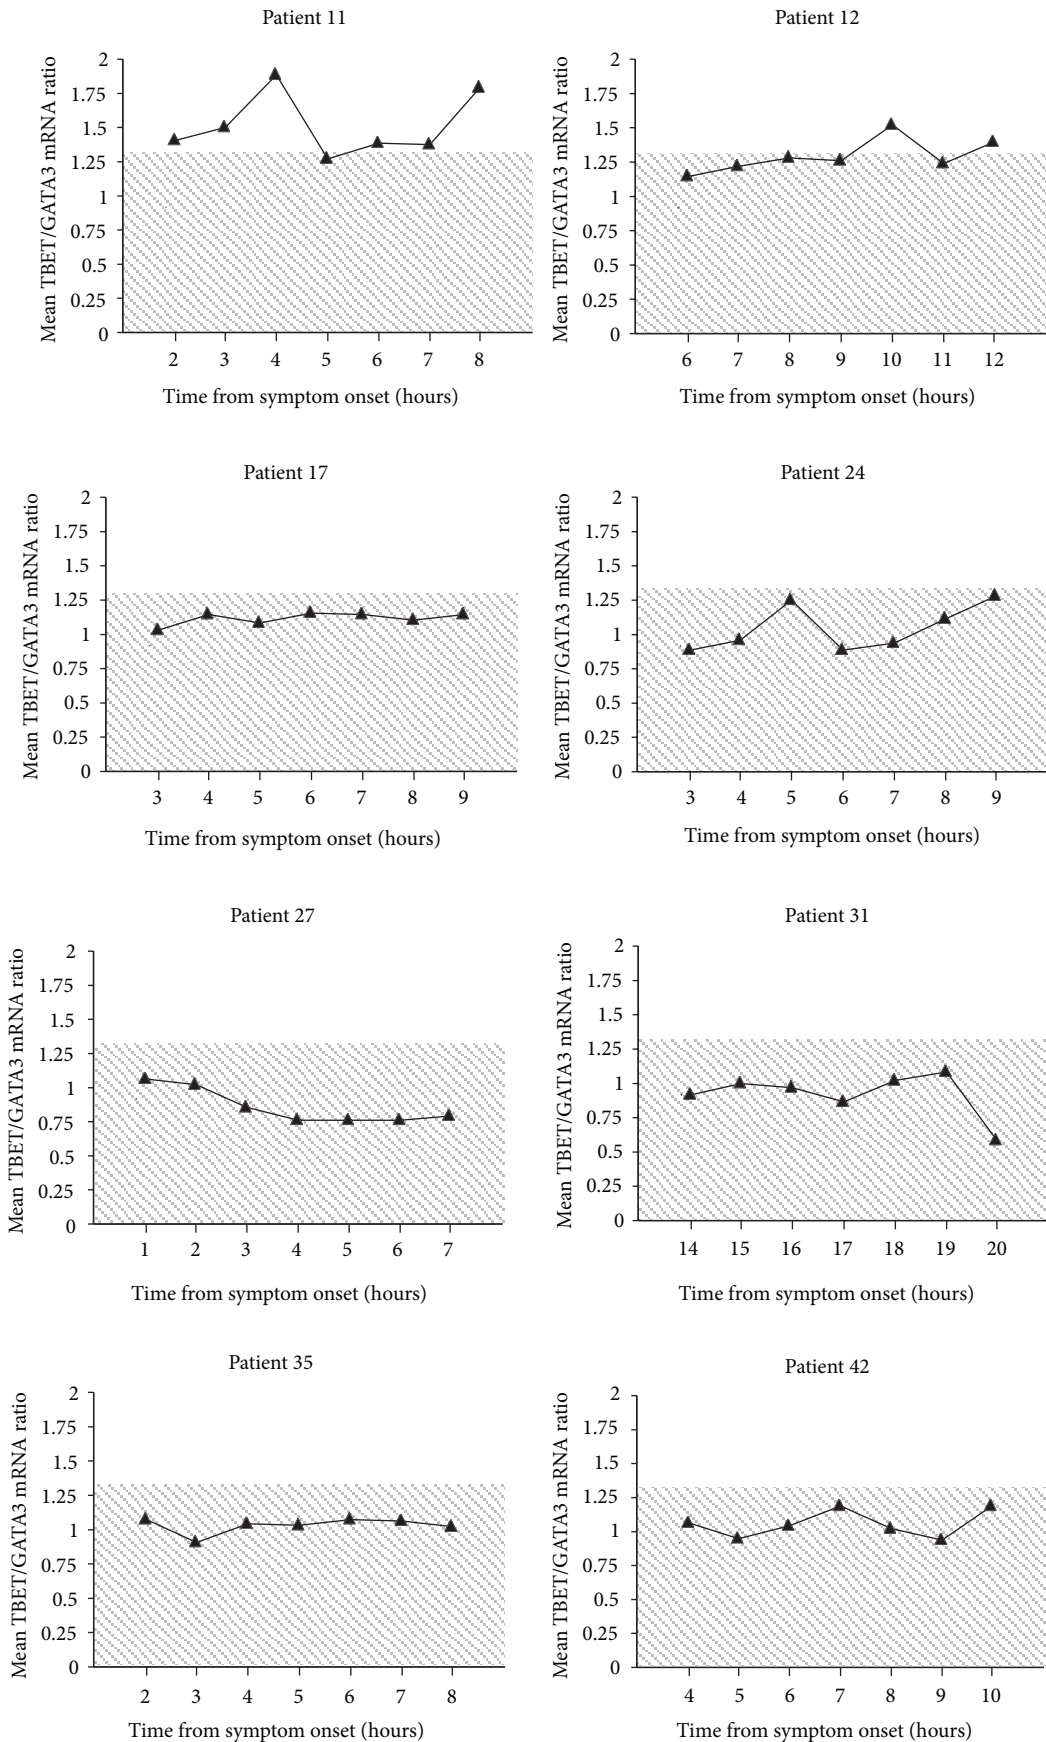 Patient 11
Mean TBET/GATA3 mRNA ratio
2
1.75
1.5
1.25
1
0.75
0.5
0.25
0
2 3 4 5 6 7 8
Time from symptom onset (hours)
Patient 12
Mean TBET/GATA3 mRNA ratio
2
1.75
1.5
1.25
1
0.75
0.5
0.25
0
6 7 8 9 10 11 12
Time from symptom onset (hours)
Patient 17
Mean TBET/GATA3 mRNA ratio
2
1.75
1.5
1.25
1
0.75
0.5
0.25
0
3 4 5 6 7 8 9
Time from symptom onset (hours)
Patient 24
Mean TBET/GATA3 mRNA ratio
2
1.75
1.5
1.25
1
0.75
0.5
0.25
0
3 4 5 6 7 8 9
Time from symptom onset (hours)
Patient 27
Mean TBET/GATA3 mRNA ratio
2
1.75
1.5
1.25
1
0.75
0.5
0.25
0
1 2 3 4 5 6 7
Time from symptom onset (hours)
Patient 31
Mean TBET/GATA3 mRNA ratio
2
1.75
1.5
1.25
1
0.75
0.5
0.25
0
14 15 16 17 18 19 20
Time from symptom onset (hours)
Patient 35
Mean TBET/GATA3 mRNA ratio
2
1.75
1.5
1.25
1
0.75
0.5
0.25
0
2 3 4 5 6 7 8
Time from symptom onset (hours)
Patient 42
Mean TBET/GATA3 mRNA ratio
2
1.75
1.5
1.25
1
0.75
0.5
0.25
0
4 5 6 7 8 9 10
Time from symptom onset (hours)